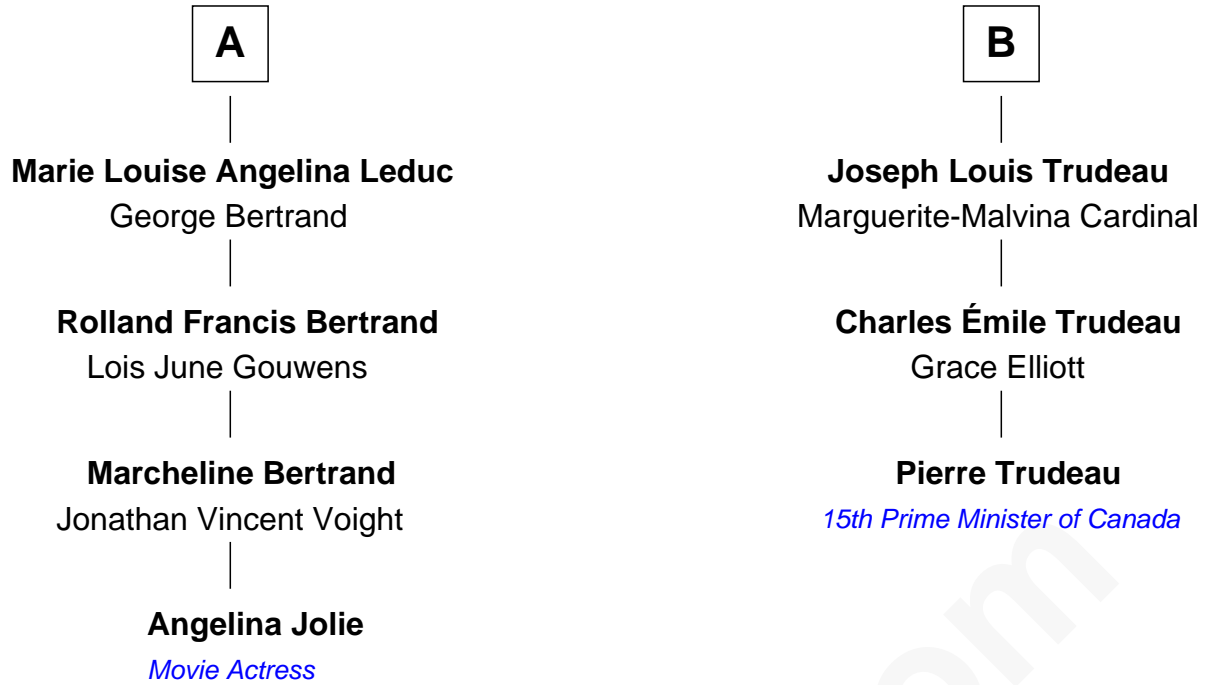 A
Marie Louise Angelina Leduc
George Bertrand
Rolland Francis Bertrand
Lois June Gouwens
Marcheline Bertrand
Jonathan Vincent Voight
Angelina Jolie
Movie Actress
B
Joseph Louis Trudeau
Marguerite-Malvina Cardinal
Charles Émile Trudeau
Grace Elliott
Pierre Trudeau
15th Prime Minister of Canada
om